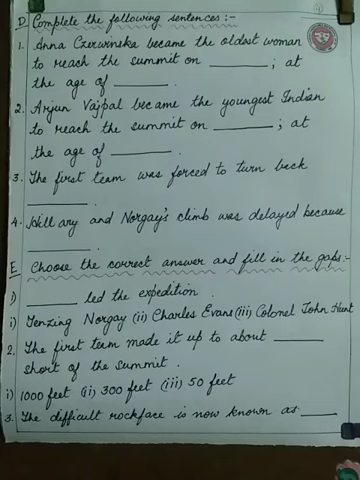 D. Complete the following sentences :-
1. Anna Czerwinska became the oldest woman
to reach the summit on ______ ; at
the age of ______ .
2. Arjun Vajpal became the youngest Indian
to reach the summit on ______ ; at
the age of ______ .
3. The first team was forced to turn back
______ .
4. Hillary and Norgay's climb was delayed because
______ .
E Choose the correct answer and fill in the gaps :-
1) ______ led the expedition .
i) Tenzing Norgay (ii) Charles Evans (iii) Colonel John Hunt
2. The first team made it up to about ______
short of the summit .
i) 1000 feet (ii) 300 feet (iii) 50 feet
3. The difficult rockface is now known as ____